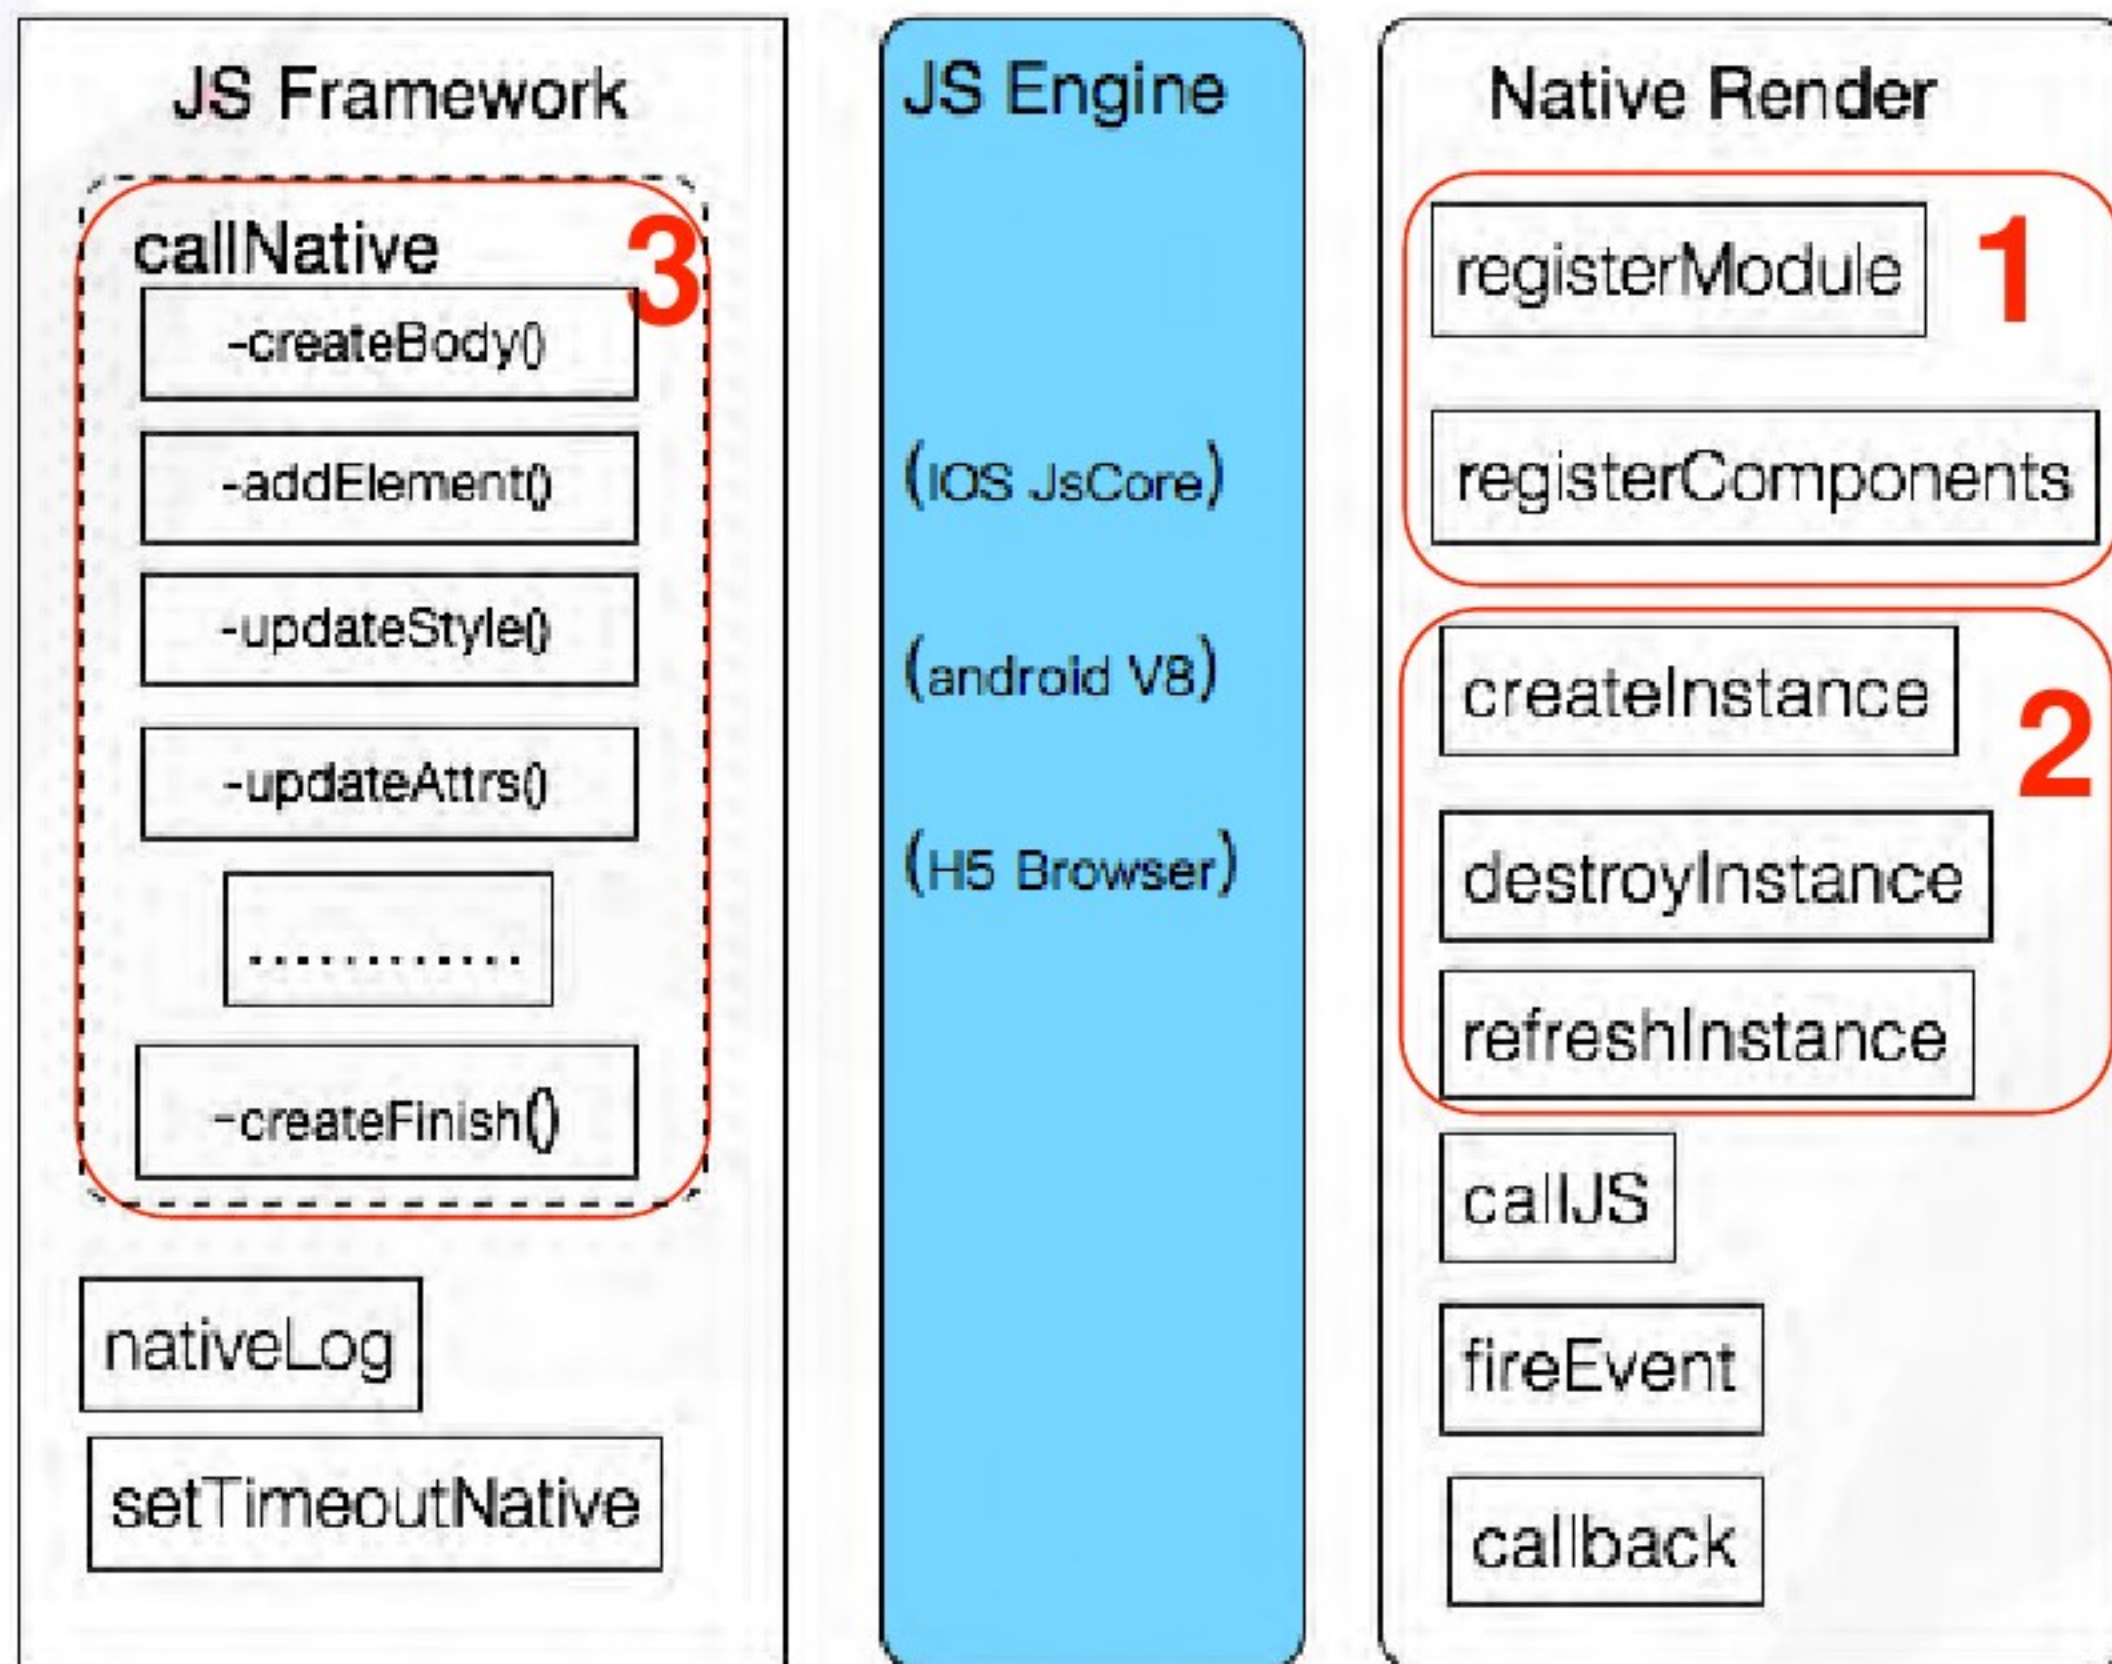 JS Framework
callNative
3
-createBody()
-addElement()
-updateStyle()
-updateAttrs()
............
-createFinish()
nativeLog
setTimeoutNative
JS Engine
(IOS JsCore)
(android V8)
(H5 Browser)
Native Render
registerModule
1
registerComponents
createInstance
2
destroyInstance
refreshInstance
callJS
fireEvent
callback